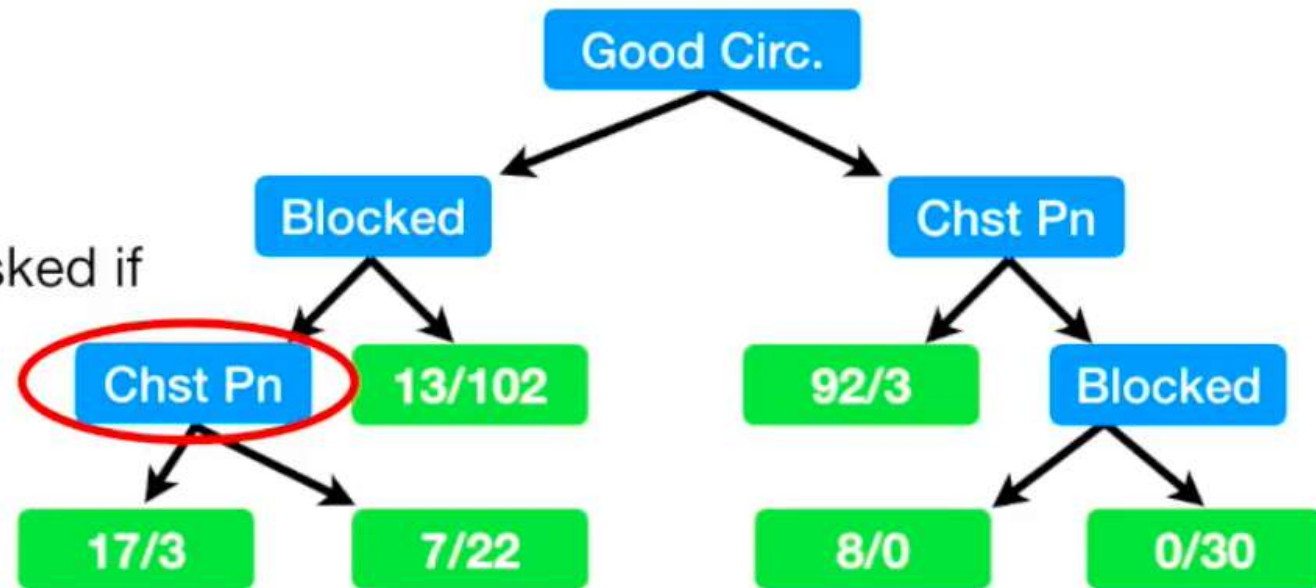 Good Circ.
Blocked Chst Pn
sked if
Chst Pn 13/102 92/3 Blocked
17/3 7/22 8/0 0/30